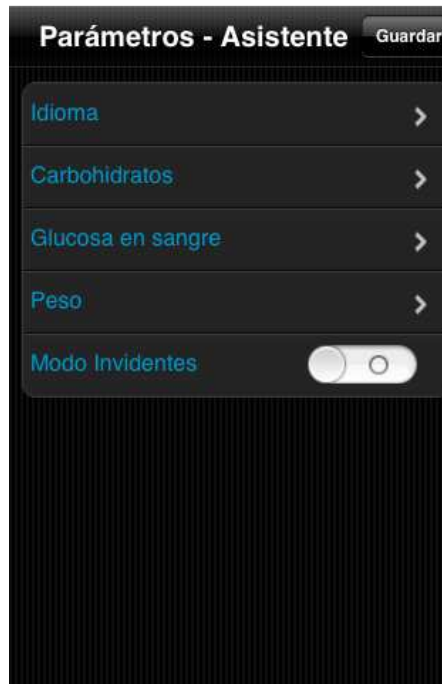 Parámetros - Asistente Guardar
Idioma
Carbohidratos
Glucosa en sangre
Peso
Modo Invidentes